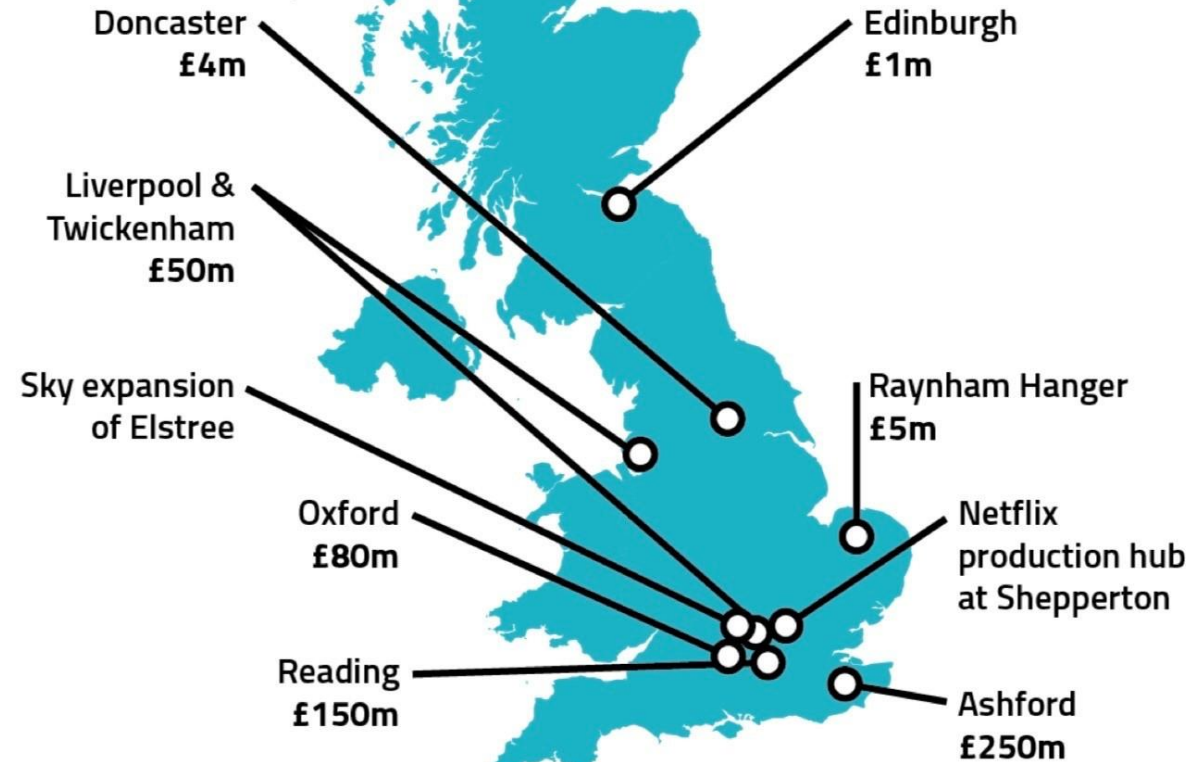 Doncaster
£4m
Edinburgh
£1m
Liverpool &
Twickenham
£50m
Sky expansion
of Elstree
Raynham Hanger
£5m
Oxford
£80m
Netflix
production hub
at Shepperton
Reading
£150m
Ashford
£250m